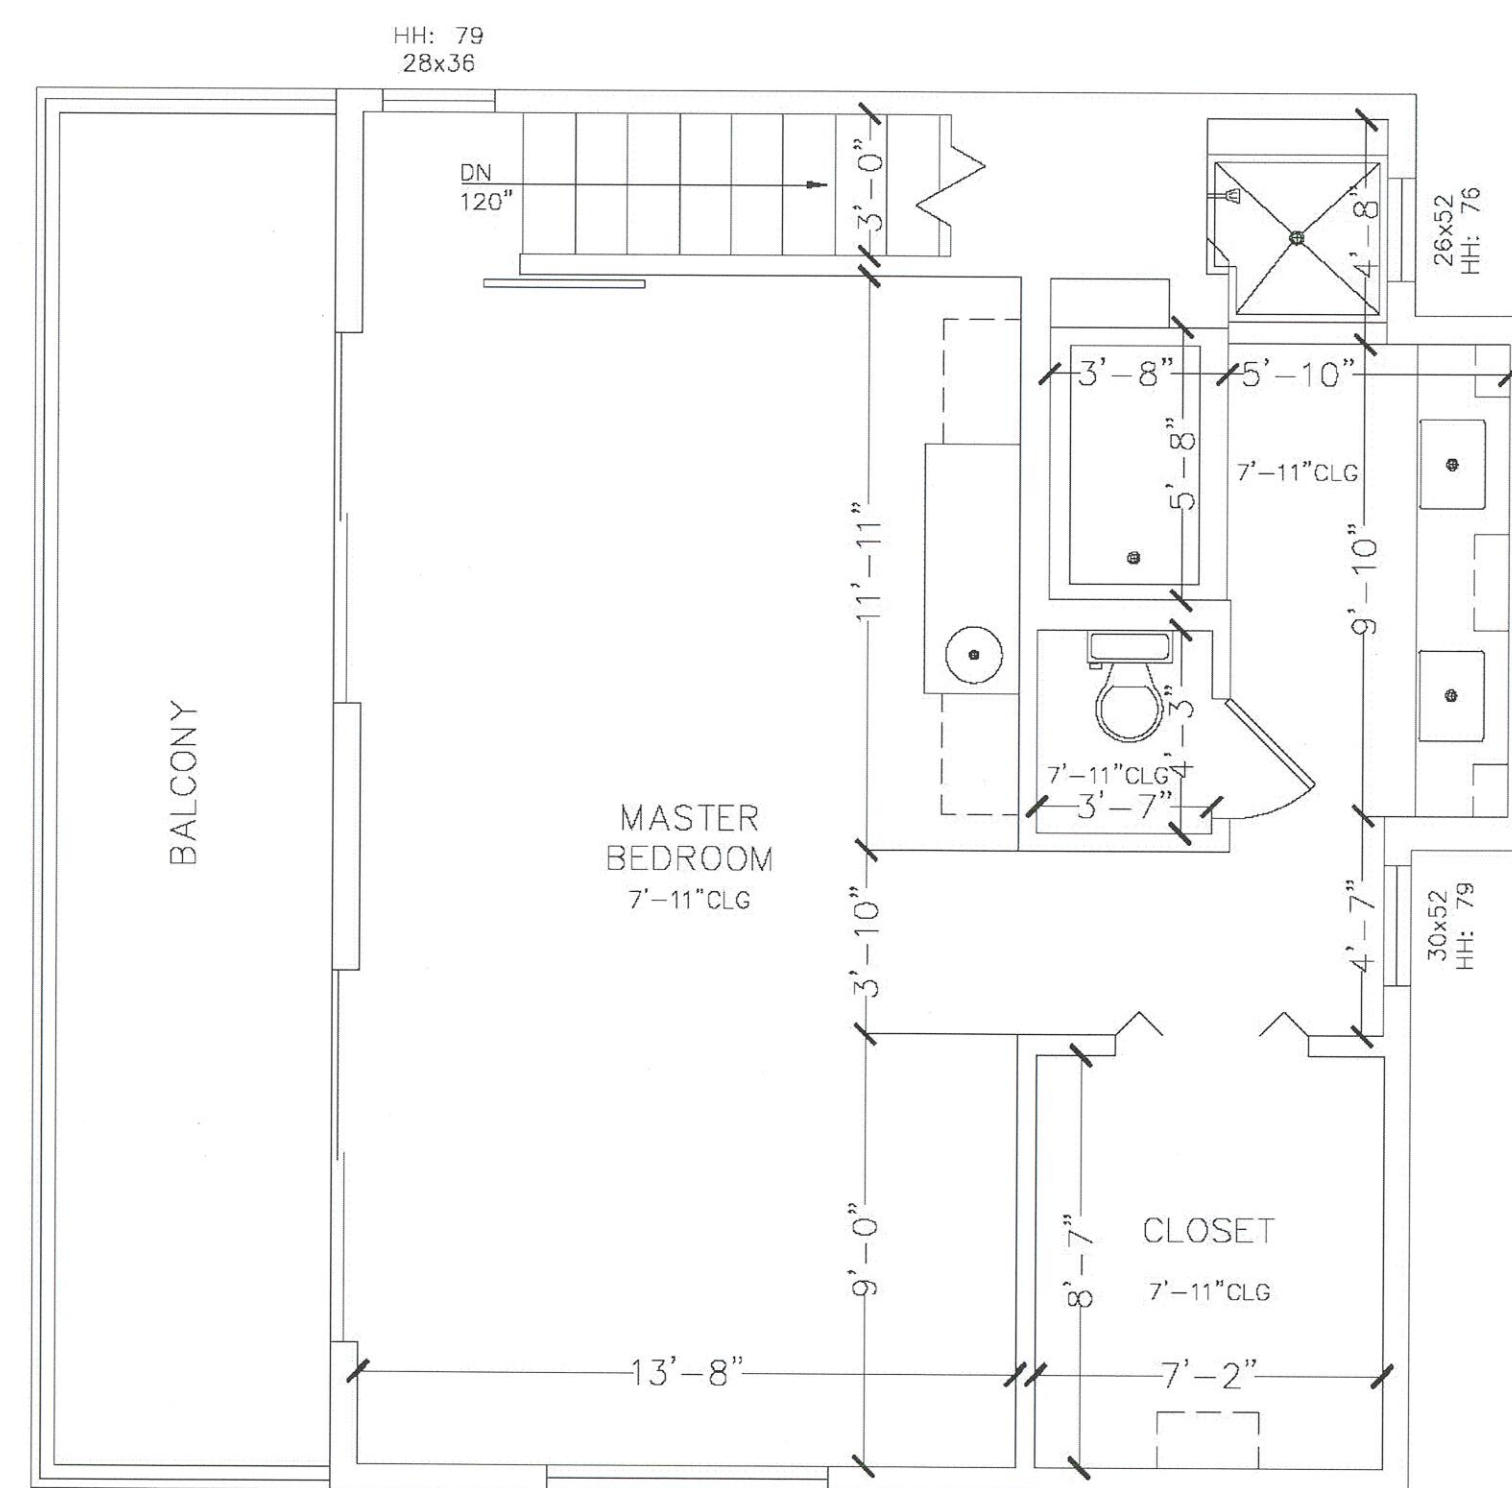 HH: 79
28x36
DN
120"
3'-0"
4'-8"
26x52
HH: 76
3'-8"
5'-10"
5'-8"
7'-11"CLG
11'-11"
9'-10"
4'-3"
7'-11"CLG
3'-7"
BALCONY
MASTER
BEDROOM
7'-11"CLG
3'-10"
4'-7"
30x52
HH: 79
9'-0"
8'-7"
CLOSET
7'-11"CLG
13'-8"
7'-2"